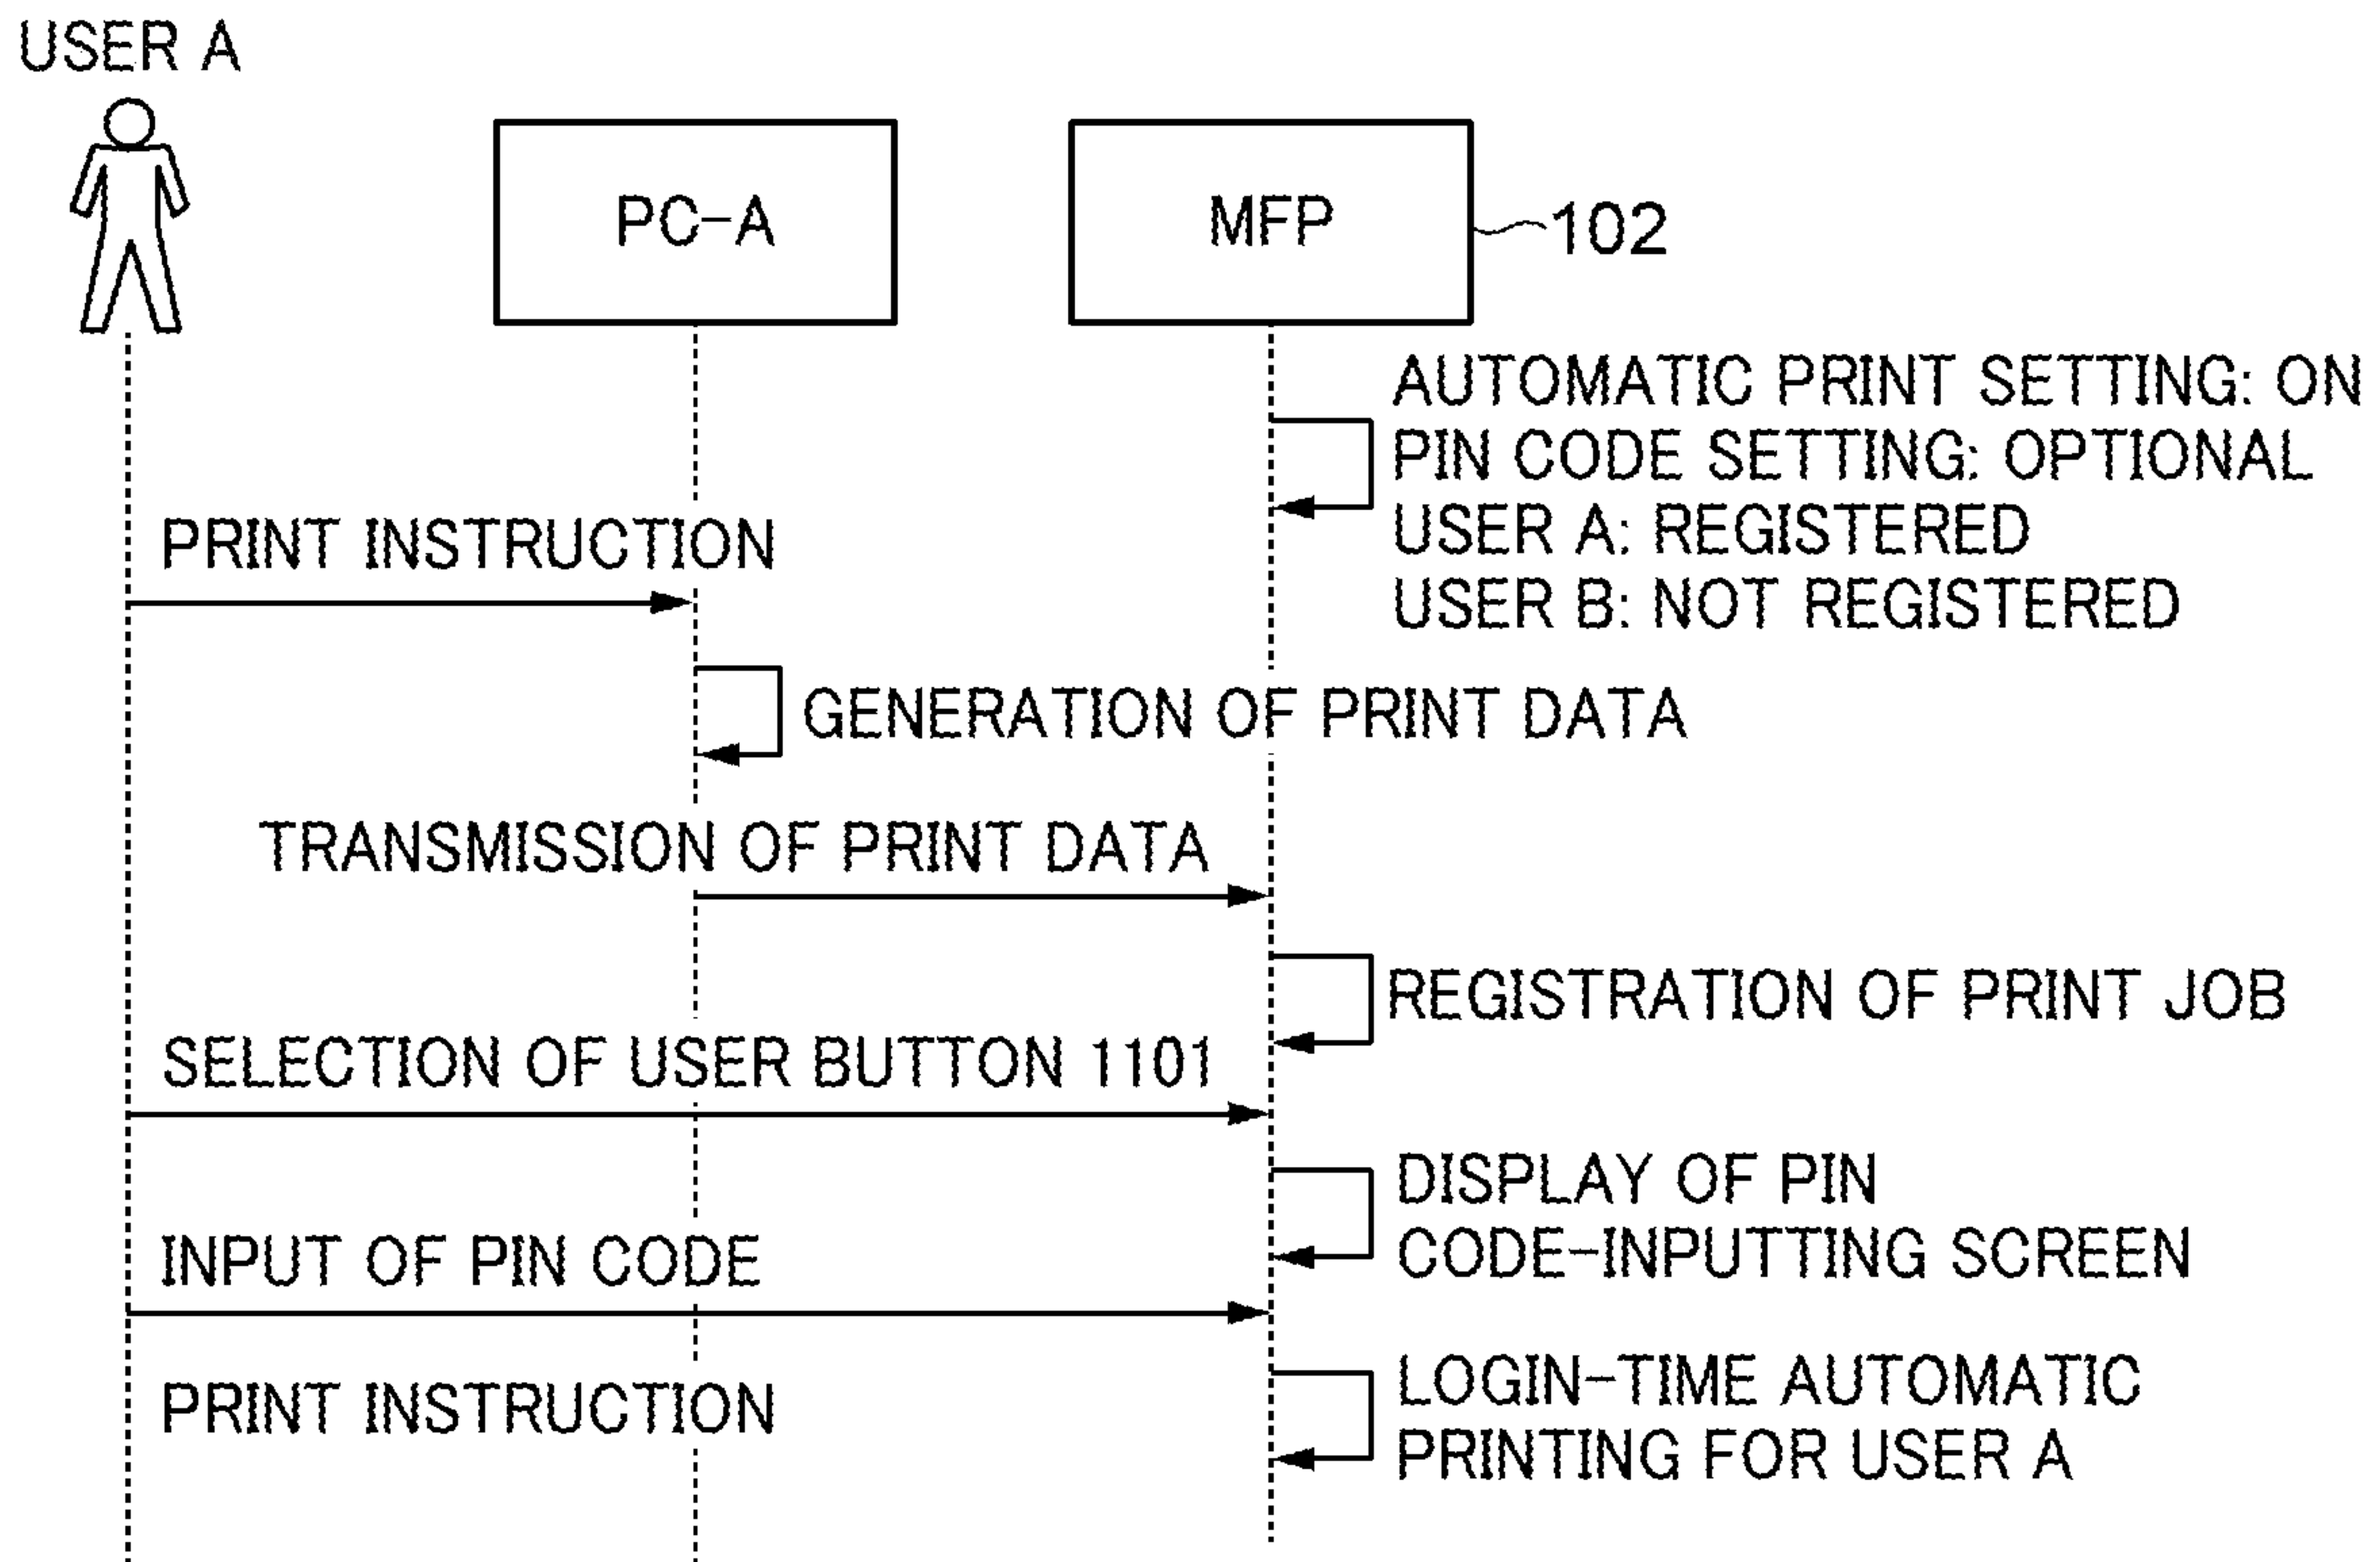 USER A
PC-A
MFP
102
AUTOMATIC PRINT SETTING: ON
PIN CODE SETTING: OPTIONAL
USER A: REGISTERED
USER B: NOT REGISTERED
PRINT INSTRUCTION
GENERATION OF PRINT DATA
TRANSMISSION OF PRINT DATA
REGISTRATION OF PRINT JOB
SELECTION OF USER BUTTON 1101
DISPLAY OF PIN
CODE-INPUTTING SCREEN
INPUT OF PIN CODE
PRINT INSTRUCTION
LOGIN-TIME AUTOMATIC
PRINTING FOR USER A